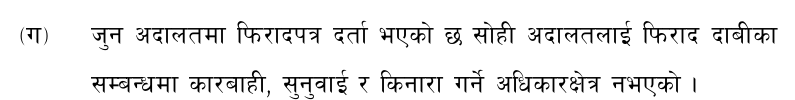 (ग) जुन अदालतमा फिरादपत्र दर्ता भएको छ सोही अदालतलाई फिराद दाबीका
सम्बन्धमा कारबाही, सुनुवाई र किनारा गर्ने अधिकारक्षेत्र नभएको ।